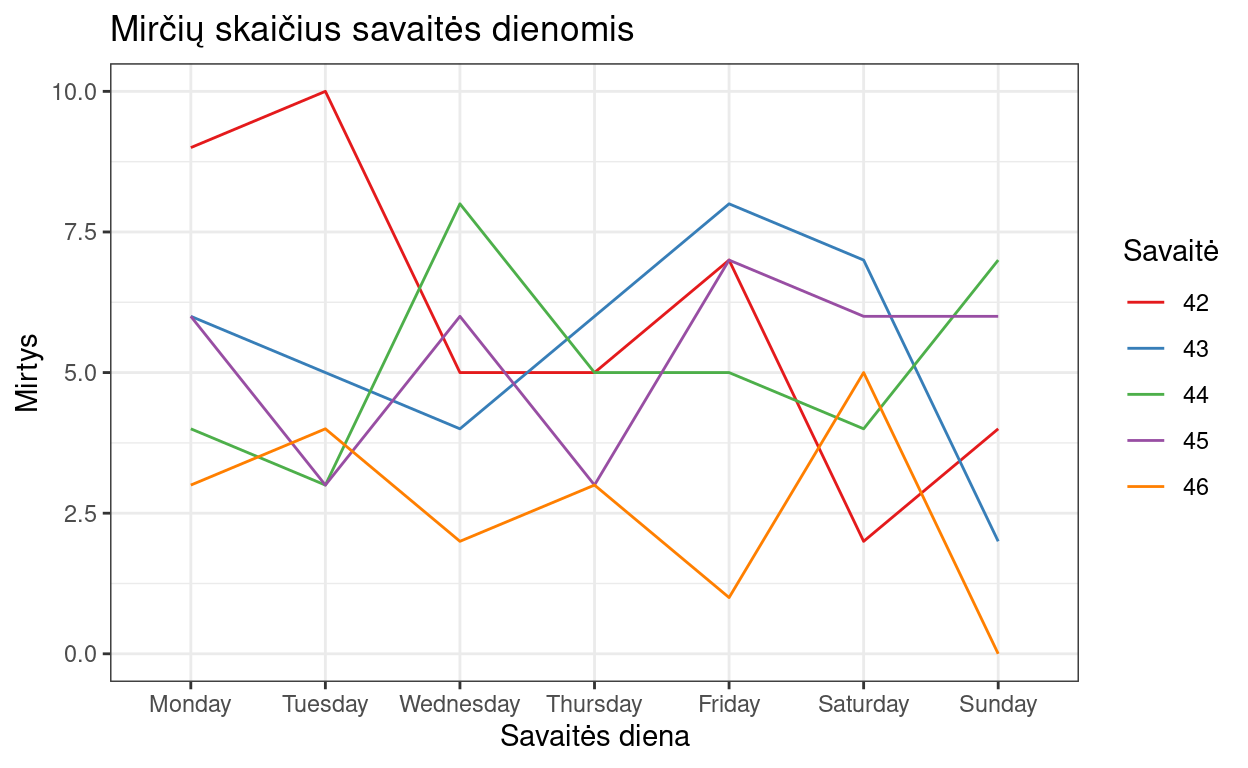 Mirčių skaičius savaitės dienomis
10.0
7.5
5.0
2.5
0.0
Mirtys
Monday Tuesday Wednesday Thursday Friday Saturday Sunday
Savaitės diena
Savaitė
42
43
44
45
46